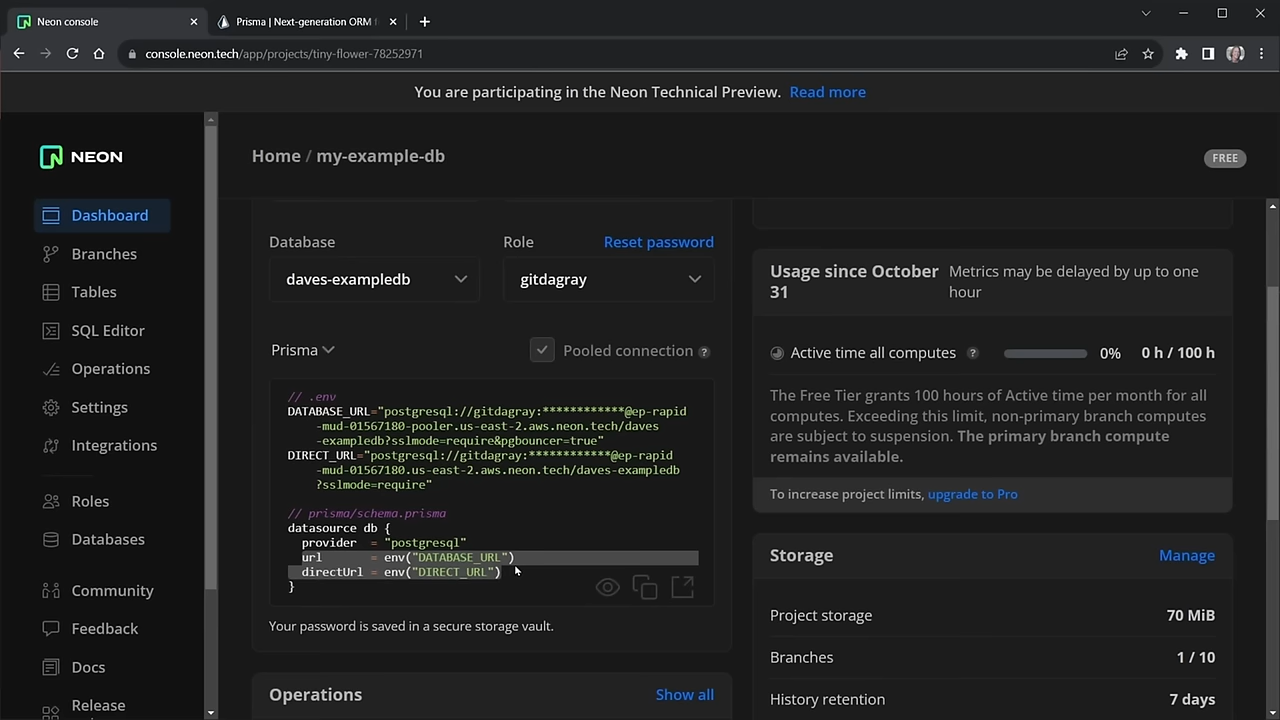 Neon console
Prisma | Next-generation ORM f
console.neon.tech/app/projects/tiny-flower-78252971
You are participating in the Neon Technical Preview. Read more
NEON
Home / my-example-db
FREE
Dashboard
Branches
Tables
SQL Editor
Operations
Settings
Integrations
Roles
Databases
Community
Feedback
Docs
Release
Database
Role
Reset password
daves-exampledb
gitdagray
Prisma
Pooled connection ?
// .env
DATABASE_URL="postgresql://gitdagray:************@ep-rapid
-mud-01567180-pooler.us-east-2.aws.neon.tech/daves
-exampledb?sslmode=require&pgbouncer=true"
DIRECT_URL="postgresql://gitdagray:************@ep-rapid
-mud-01567180.us-east-2.aws.neon.tech/daves-exampledb
?sslmode=require"
// prisma/schema.prisma
datasource db {
provider = "postgresql"
url = env("DATABASE_URL")
directUrl = env("DIRECT_URL")
}
Your password is saved in a secure storage vault.
Operations
Show all
Usage since October 31
Metrics may be delayed by up to one hour
Active time all computes ? 0% 0 h / 100 h
The Free Tier grants 100 hours of Active time per month for all
computes. Exceeding this limit, non-primary branch computes
are subject to suspension. The primary branch compute
remains available.
To increase project limits, upgrade to Pro
Storage
Manage
Project storage 70 MiB
Branches 1 / 10
History retention 7 days